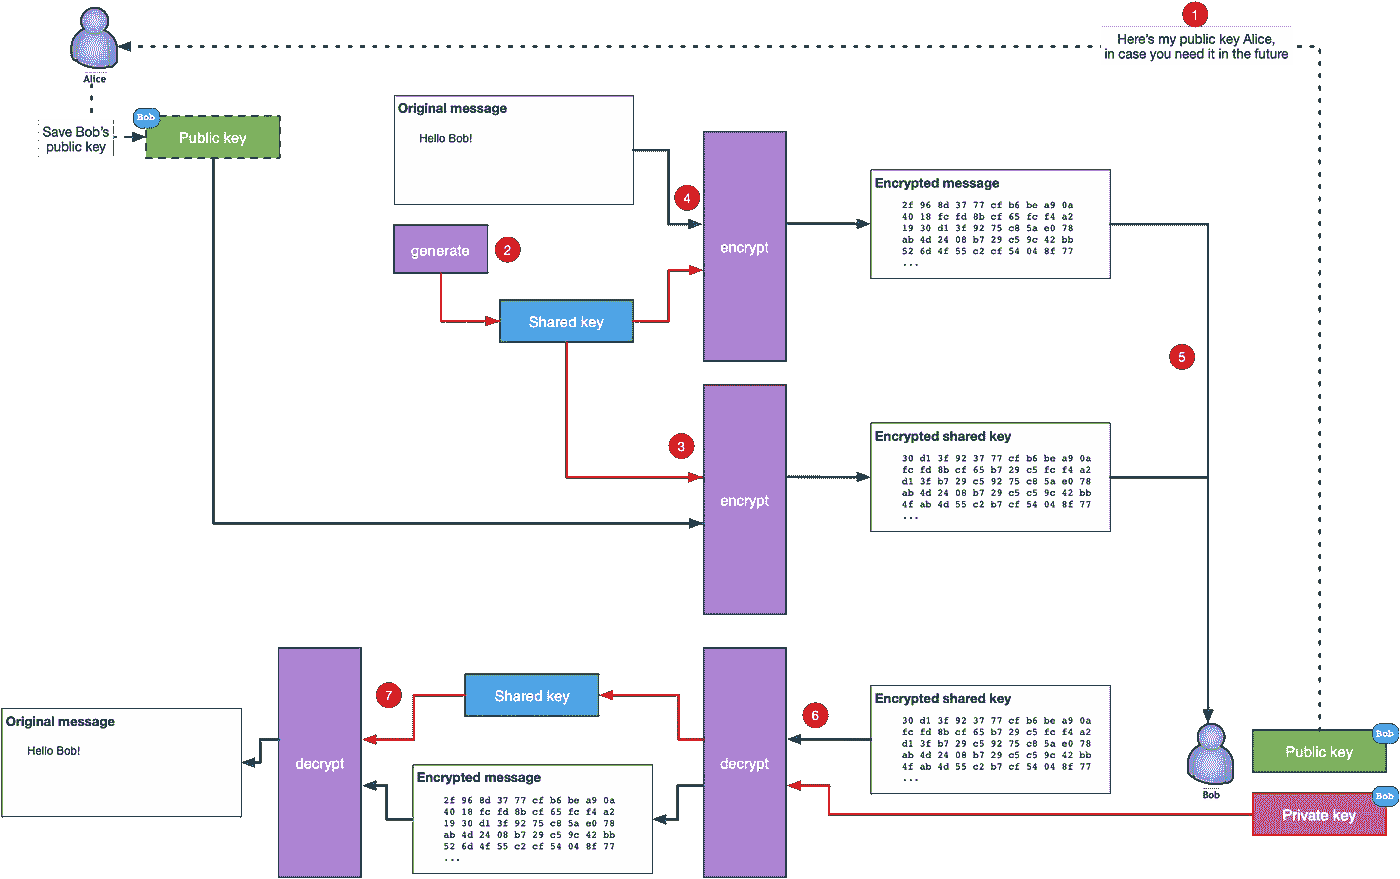 1
Here's my public key Alice,
in case you need it in the future
Alice
Save Bob's
public key
Bob
Public key
Original message
Hello Bob!
4
encrypt
Encrypted message
2f 96 8d 37 77 cf b6 be a9 0a
40 18 fc fd 8b cf 65 fc f4 a2
19 30 d1 3f 92 75 c8 5a e0 78
ab 4d 24 08 b7 29 c5 9c 42 bb
52 6d 4f 55 c2 cf 54 04 8f 77
...
generate
2
Shared key
5
3
encrypt
Encrypted shared key
30 d1 3f 92 37 77 cf b6 be a9 0a
fc fd 8b cf 65 b7 29 c5 fc f4 a2
d1 3f b7 29 c5 92 75 c8 5a e0 78
ab 4d 24 08 b7 29 c5 c5 9c 42 bb
4f ab 4d 55 c2 b7 cf 54 04 8f 77
...
Original message
Hello Bob!
decrypt
7
Shared key
Encrypted message
2f 96 8d 37 77 cf b6 be a9 0a
40 18 fc fd 8b cf 65 fc f4 a2
19 30 d1 3f 92 75 c8 5a e0 78
ab 4d 24 08 b7 29 c5 9c 42 bb
52 6d 4f 55 c2 cf 54 04 8f 77
...
decrypt
6
Encrypted shared key
30 d1 3f 92 37 77 cf b6 be a9 0a
fc fd 8b cf 65 b7 29 c5 fc f4 a2
d1 3f b7 29 c5 92 75 c8 5a e0 78
ab 4d 24 08 b7 29 c5 c5 9c 42 bb
4f ab 4d 55 c2 b7 cf 54 04 8f 77
...
Bob
Bob
Public key
Bob
Private key